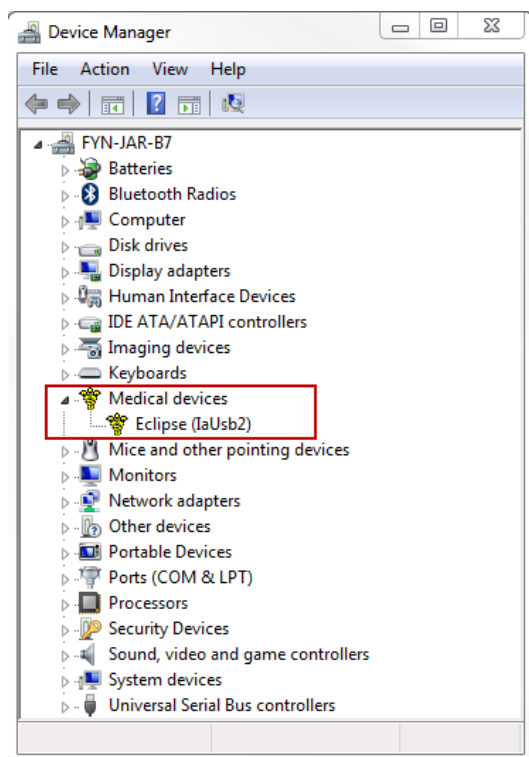 Device Manager
File Action View Help
FYN-JAR-B7
Batteries
Bluetooth Radios
Computer
Disk drives
Display adapters
Human Interface Devices
IDE ATA/ATAPI controllers
Imaging devices
Keyboards
Medical devices
Eclipse (IaUsb2)
Mice and other pointing devices
Monitors
Network adapters
Other devices
Portable Devices
Ports (COM & LPT)
Processors
Security Devices
Sound, video and game controllers
System devices
Universal Serial Bus controllers